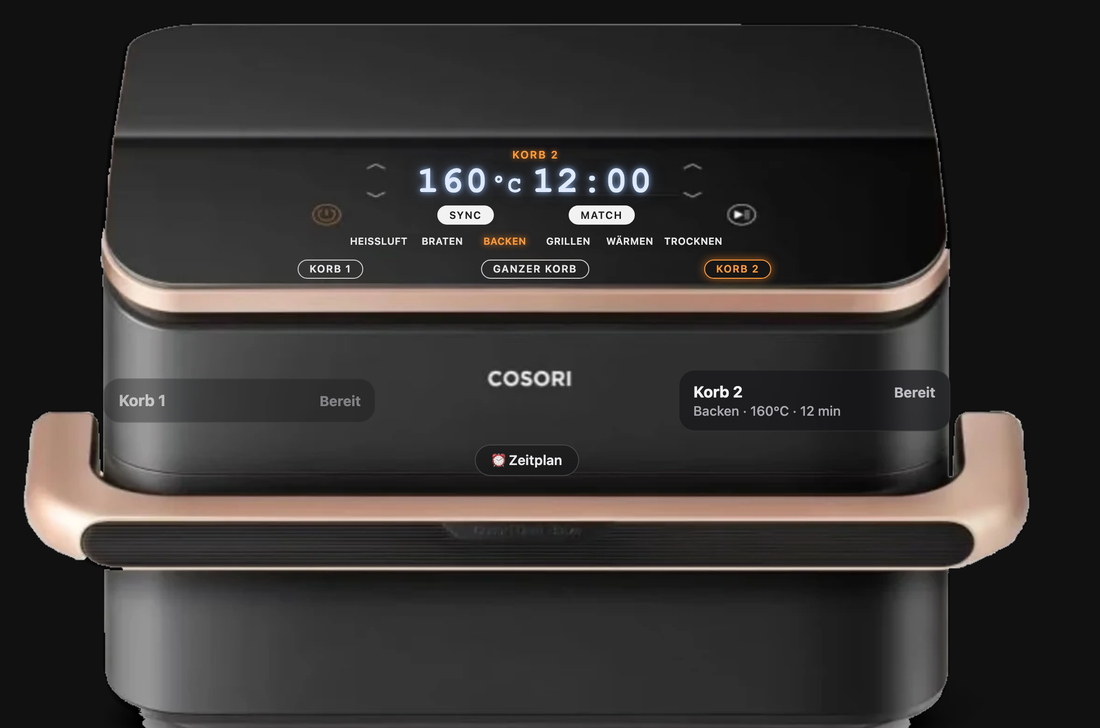 KORB 2
160°C 12:00
SYNC MATCH
HEISSLUFT BRATEN BACKEN GRILLEN WÄRMEN TROCKNEN
KORB 1 GANZER KORB KORB 2
COSORI
Korb 1 Bereit
Korb 2 Bereit
Backen · 160°C · 12 min
⏰ Zeitplan